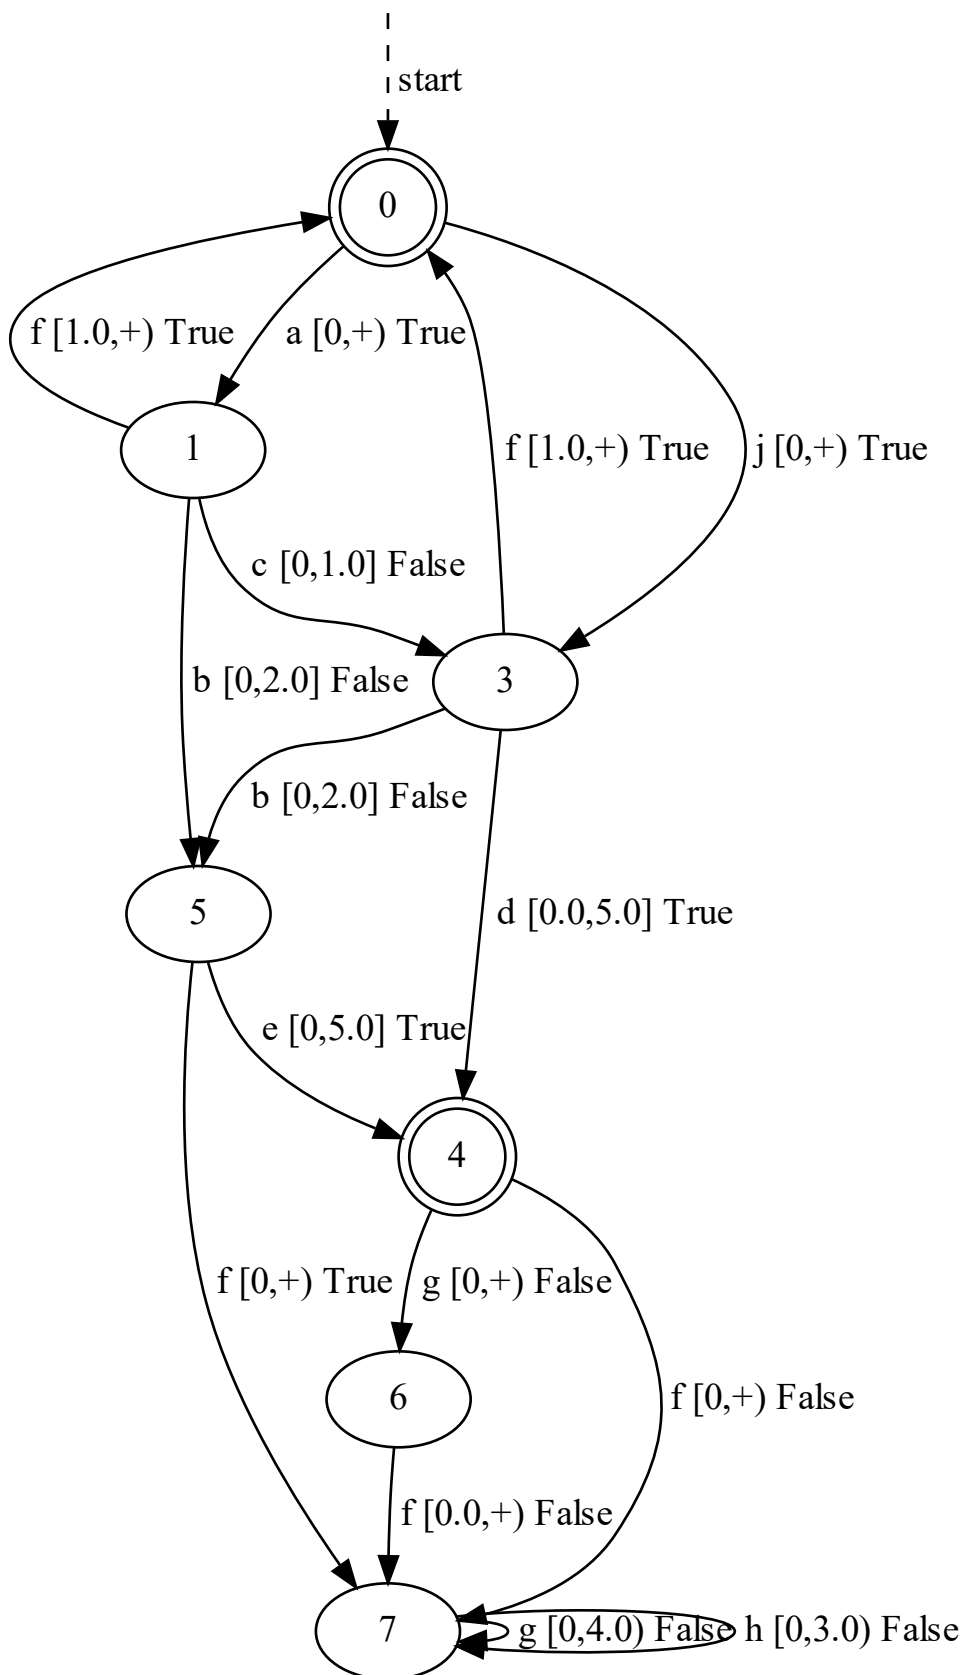 start
0
f [1.0,+) True
a [0,+) True
1
f [1.0,+) True
j [0,+) True
c [0,1.0] False
b [0,2.0] False
3
b [0,2.0] False
5
d [0.0,5.0] True
e [0,5.0] True
4
f [0,+) True
g [0,+) False
6
f [0,+) False
f [0.0,+) False
7
g [0,4.0) False
h [0,3.0) False